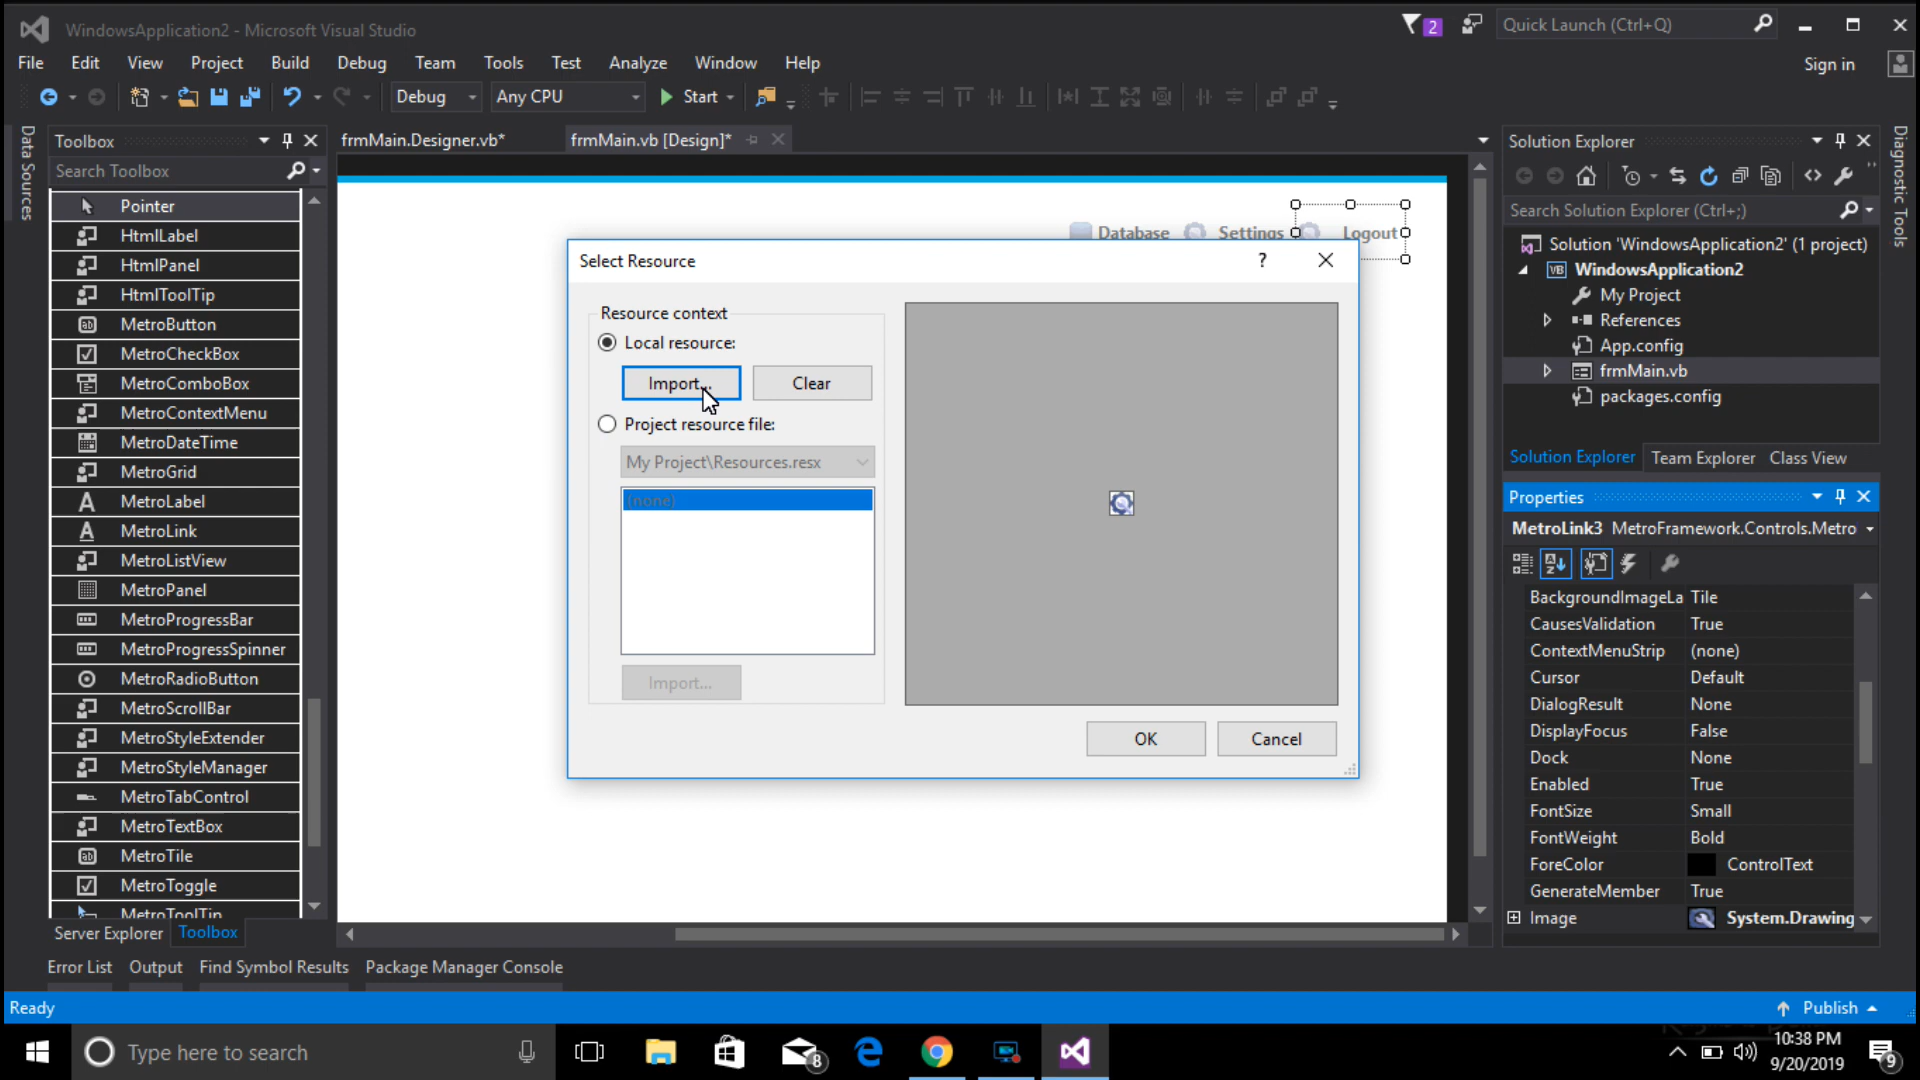 WindowsApplication2 - Microsoft Visual Studio
2
Quick Launch (Ctrl+Q)
File Edit View Project Build Debug Team Tools Test Analyze Window Help
Sign in
Debug Any CPU Start
Data Sources
Toolbox
Search Toolbox
Pointer
HtmlLabel
HtmlPanel
HtmlToolTip
MetroButton
MetroCheckBox
MetroComboBox
MetroContextMenu
MetroDateTime
MetroGrid
MetroLabel
MetroLink
MetroListView
MetroPanel
MetroProgressBar
MetroProgressSpinner
MetroRadioButton
MetroScrollBar
MetroStyleExtender
MetroStyleManager
MetroTabControl
MetroTextBox
MetroTile
MetroToggle
MetroToolTip
Server Explorer Toolbox
frmMain.Designer.vb* frmMain.vb [Design]*
Database Settings Logout
Select Resource
?
Resource context
Local resource:
Import... Clear
Project resource file:
My Project\Resources.resx
(none)
Import...
OK Cancel
Solution Explorer
Search Solution Explorer (Ctrl+;)
Solution 'WindowsApplication2' (1 project)
VB WindowsApplication2
My Project
References
App.config
frmMain.vb
packages.config
Solution Explorer Team Explorer Class View
Diagnostic Tools
Properties
MetroLink3 MetroFramework.Controls.Metro
BackgroundImageLa Tile
CausesValidation True
ContextMenuStrip (none)
Cursor Default
DialogResult None
DisplayFocus False
Dock None
Enabled True
FontSize Small
FontWeight Bold
ForeColor ControlText
GenerateMember True
Image System.Drawing
Error List Output Find Symbol Results Package Manager Console
Ready
Publish
Type here to search
8
10:38 PM
9/20/2019
9